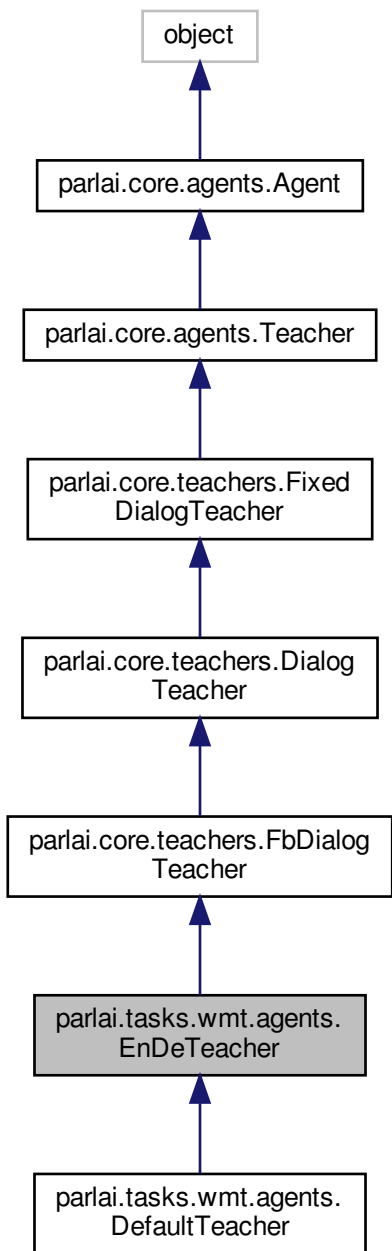 object
parlai.core.agents.Agent
parlai.core.agents.Teacher
parlai.core.teachers.Fixed
DialogTeacher
parlai.core.teachers.Dialog
Teacher
parlai.core.teachers.FbDialog
Teacher
parlai.tasks.wmt.agents.
EnDeTeacher
parlai.tasks.wmt.agents.
DefaultTeacher